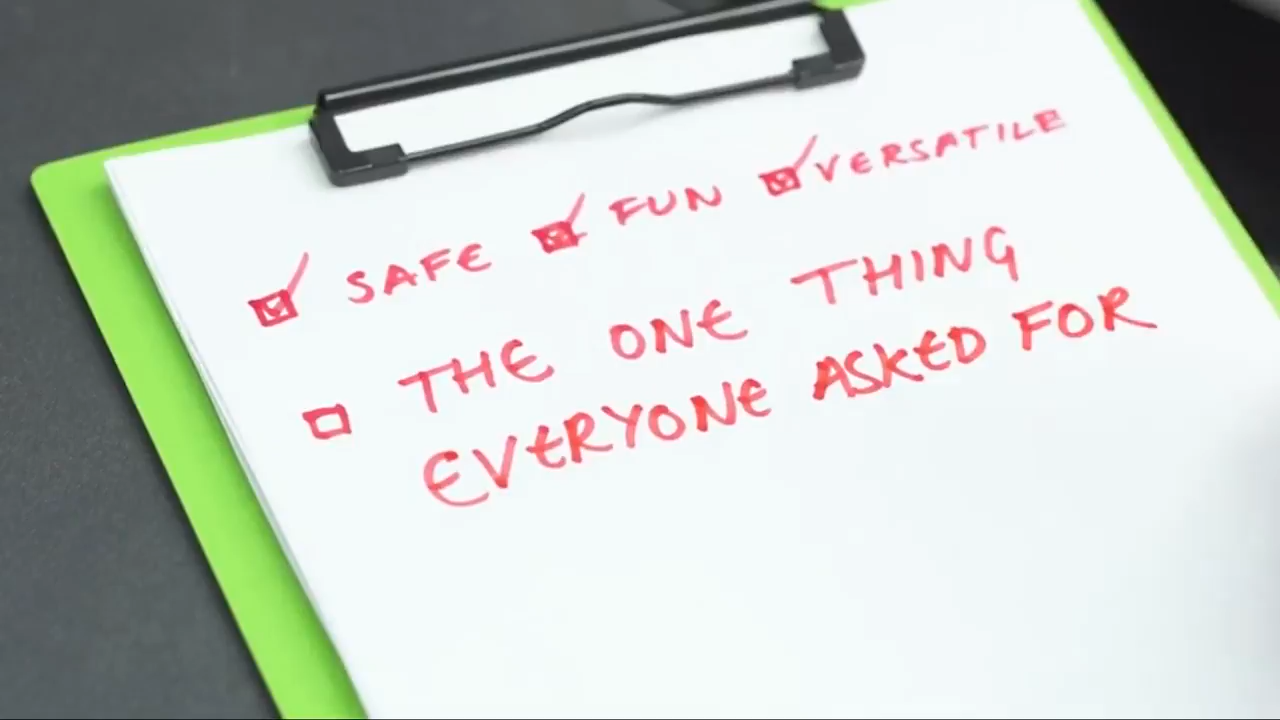 ☑ SAFE ☑ FUN ☑ VERSATILE
☐ THE ONE THING
EVERYONE ASKED FOR